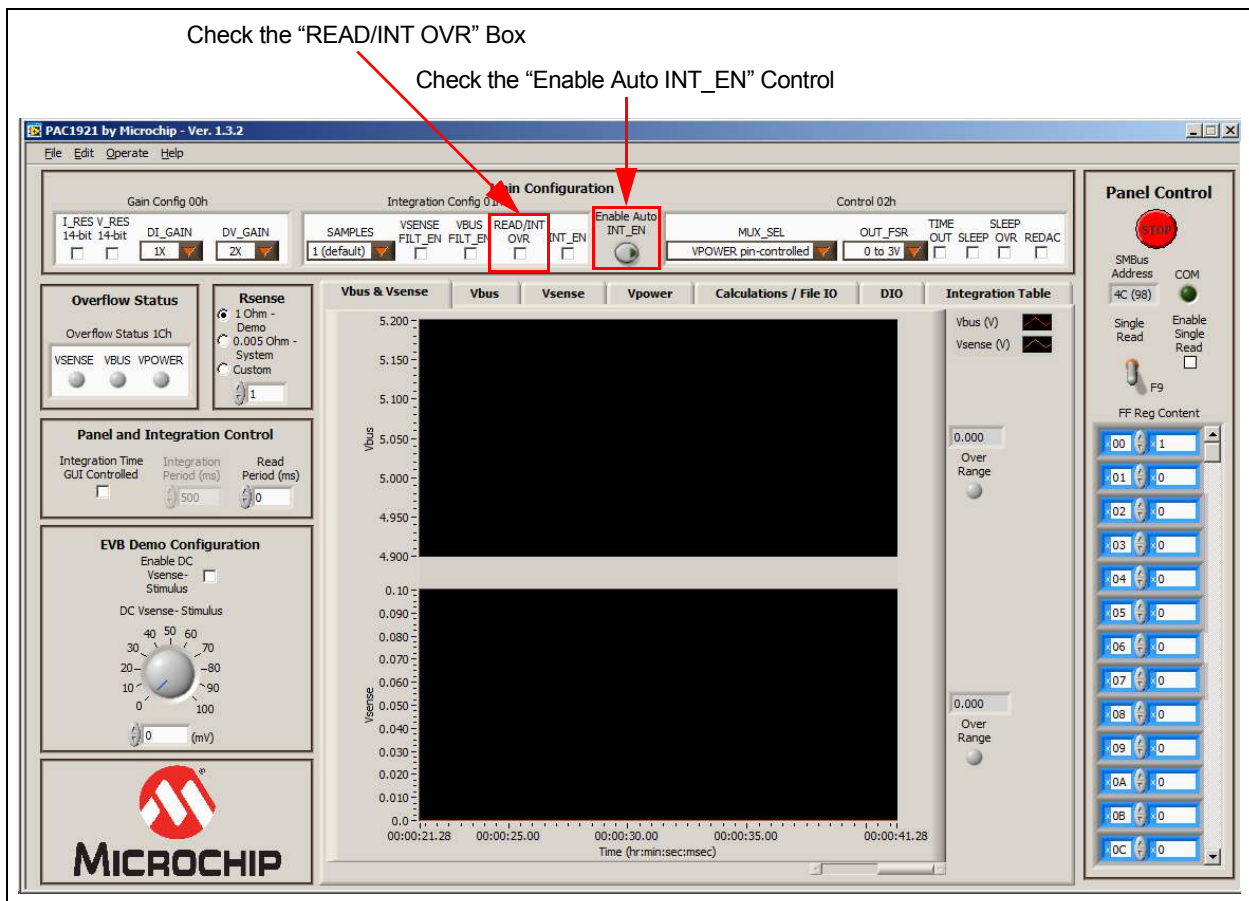 Check the “READ/INT OVR” Box
Check the “Enable Auto INT_EN” Control
PAC1921 by Microchip - Ver. 1.3.2
File Edit Operate Help
Main Configuration
Gain Config 00h
I_RES V_RES
14-bit 14-bit
DI_GAIN
1X
DV_GAIN
2X
Integration Config 01h
SAMPLES
1 (default)
VSENSE
FILT_EN
VBUS
FILT_EN
READ/INT
OVR
INT_EN
Enable Auto
INT_EN
Control 02h
MUX_SEL
VPOWER pin-controlled
OUT_FSR
0 to 3V
TIME
OUT
SLEEP
SLEEP
OVR
REDAC
Panel Control
STOP
SMBus
Address
4C (98)
COM
Single
Read
Enable
Single
Read
F9
FF Reg Content
x 00 x 1
x 01 x 0
x 02 x 0
x 03 x 0
x 04 x 0
x 05 x 0
x 06 x 0
x 07 x 0
x 08 x 0
x 09 x 0
x 0A x 0
x 0B x 0
x 0C x 0
Overflow Status
Overflow Status 1Ch
VSENSE VBUS VPOWER
Rsense
1 Ohm -
Demo
0.005 Ohm -
System
Custom
1
Panel and Integration Control
Integration Time
GUI Controlled
Integration
Period (ms)
500
Read
Period (ms)
0
EVB Demo Configuration
Enable DC
Vsense-
Stimulus
DC Vsense- Stimulus
0
10
20
30
40
50
60
70
80
90
100
0 (mV)
MICROCHIP
®
Vbus & Vsense
Vbus
Vsense
Vpower
Calculations / File IO
DIO
Integration Table
Vbus
5.200
5.150
5.100
5.050
5.000
4.950
4.900
Vbus (V)
Vsense (V)
0.000
Over
Range
Vsense
0.10
0.090
0.080
0.070
0.060
0.050
0.040
0.030
0.020
0.010
0.0
0.000
Over
Range
00:00:21.28 00:00:25.00 00:00:30.00 00:00:35.00 00:00:41.28
Time (hr:min:sec:msec)